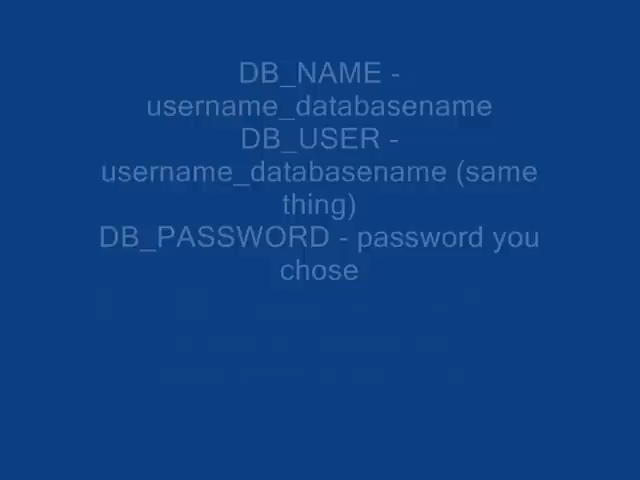 DB_NAME -
username_databasename
DB_USER -
username_databasename (same
thing)
DB_PASSWORD - password you
chose